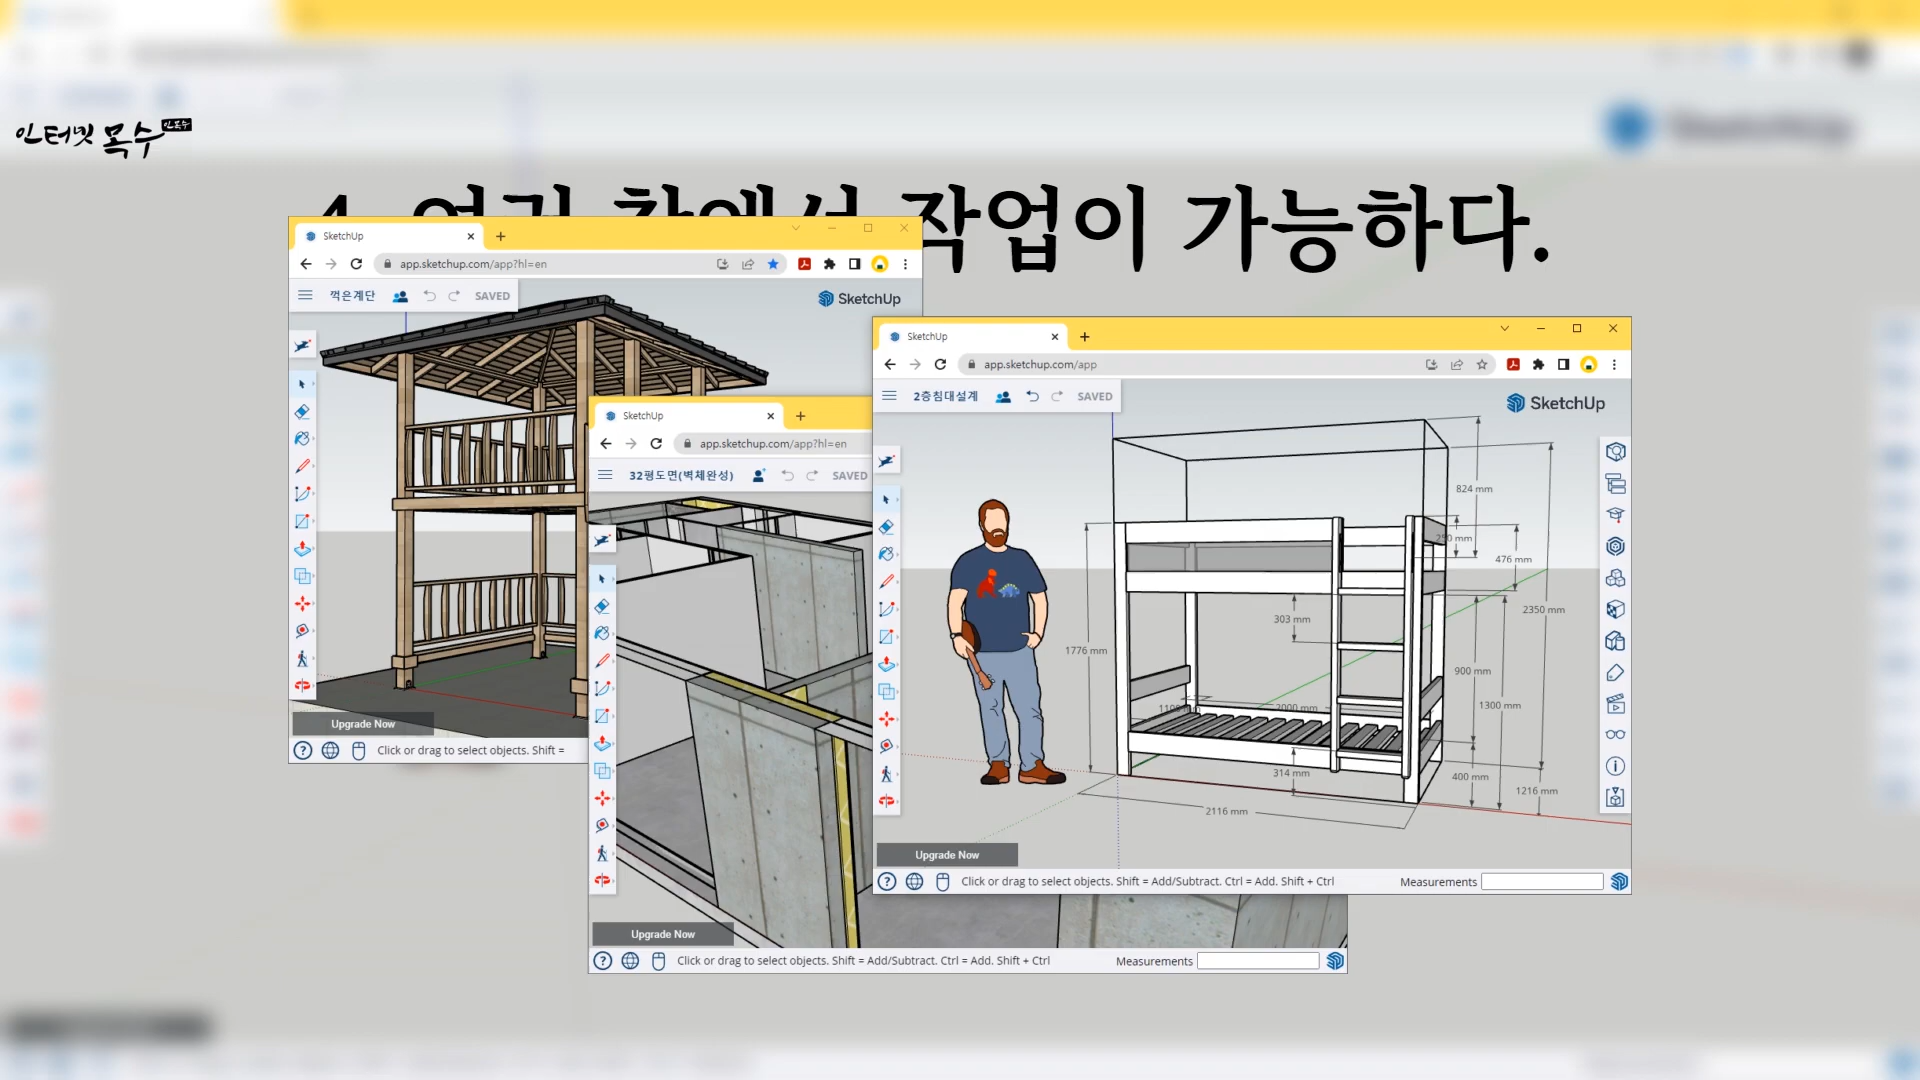 인터넷 목수 인목수
작업이 가능하다.
SketchUp
app.sketchup.com/app?hl=en
꺽은계단 SAVED
SketchUp
Upgrade Now
Click or drag to select objects. Shift =
SketchUp
app.sketchup.com/app?hl=en
32평도면(벽체완성) SAVED
Upgrade Now
Click or drag to select objects. Shift = Add/Subtract. Ctrl = Add. Shift + Ctrl
Measurements
SketchUp
app.sketchup.com/app
2층침대설계 SAVED
SketchUp
824 mm
476 mm
2350 mm
303 mm
1776 mm
900 mm
1300 mm
2000 mm
314 mm
400 mm
1216 mm
2116 mm
Upgrade Now
Click or drag to select objects. Shift = Add/Subtract. Ctrl = Add. Shift + Ctrl
Measurements